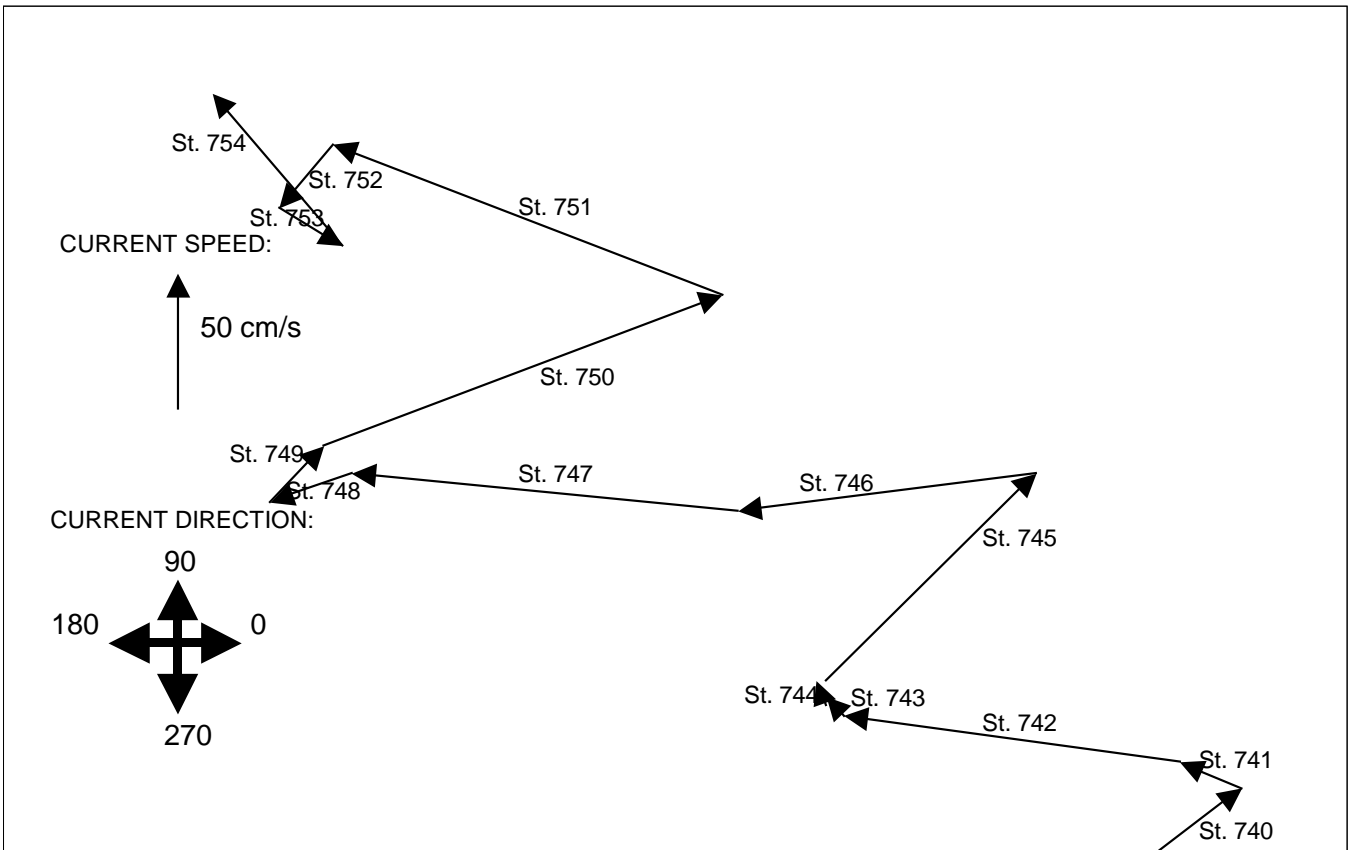 St. 754
St. 752
St. 751
St. 753
CURRENT SPEED:
50 cm/s
St. 750
St. 749
St. 747
St. 746
St. 748
CURRENT DIRECTION:
St. 745
90
180
0
St. 744
St. 743
St. 742
270
St. 741
St. 740